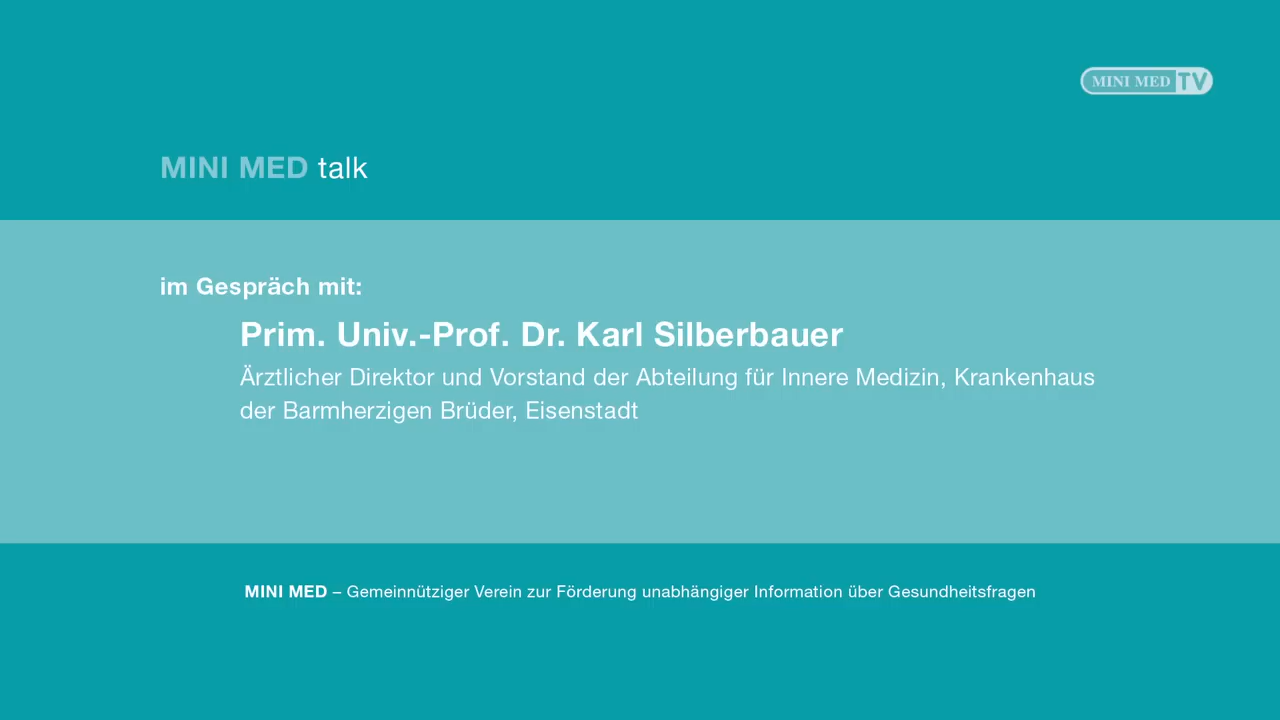 MINI MED TV
MINI MED talk
im Gespräch mit:
Prim. Univ.-Prof. Dr. Karl Silberbauer
Ärztlicher Direktor und Vorstand der Abteilung für Innere Medizin, Krankenhaus
der Barmherzigen Brüder, Eisenstadt
MINI MED – Gemeinnütziger Verein zur Förderung unabhängiger Information über Gesundheitsfragen